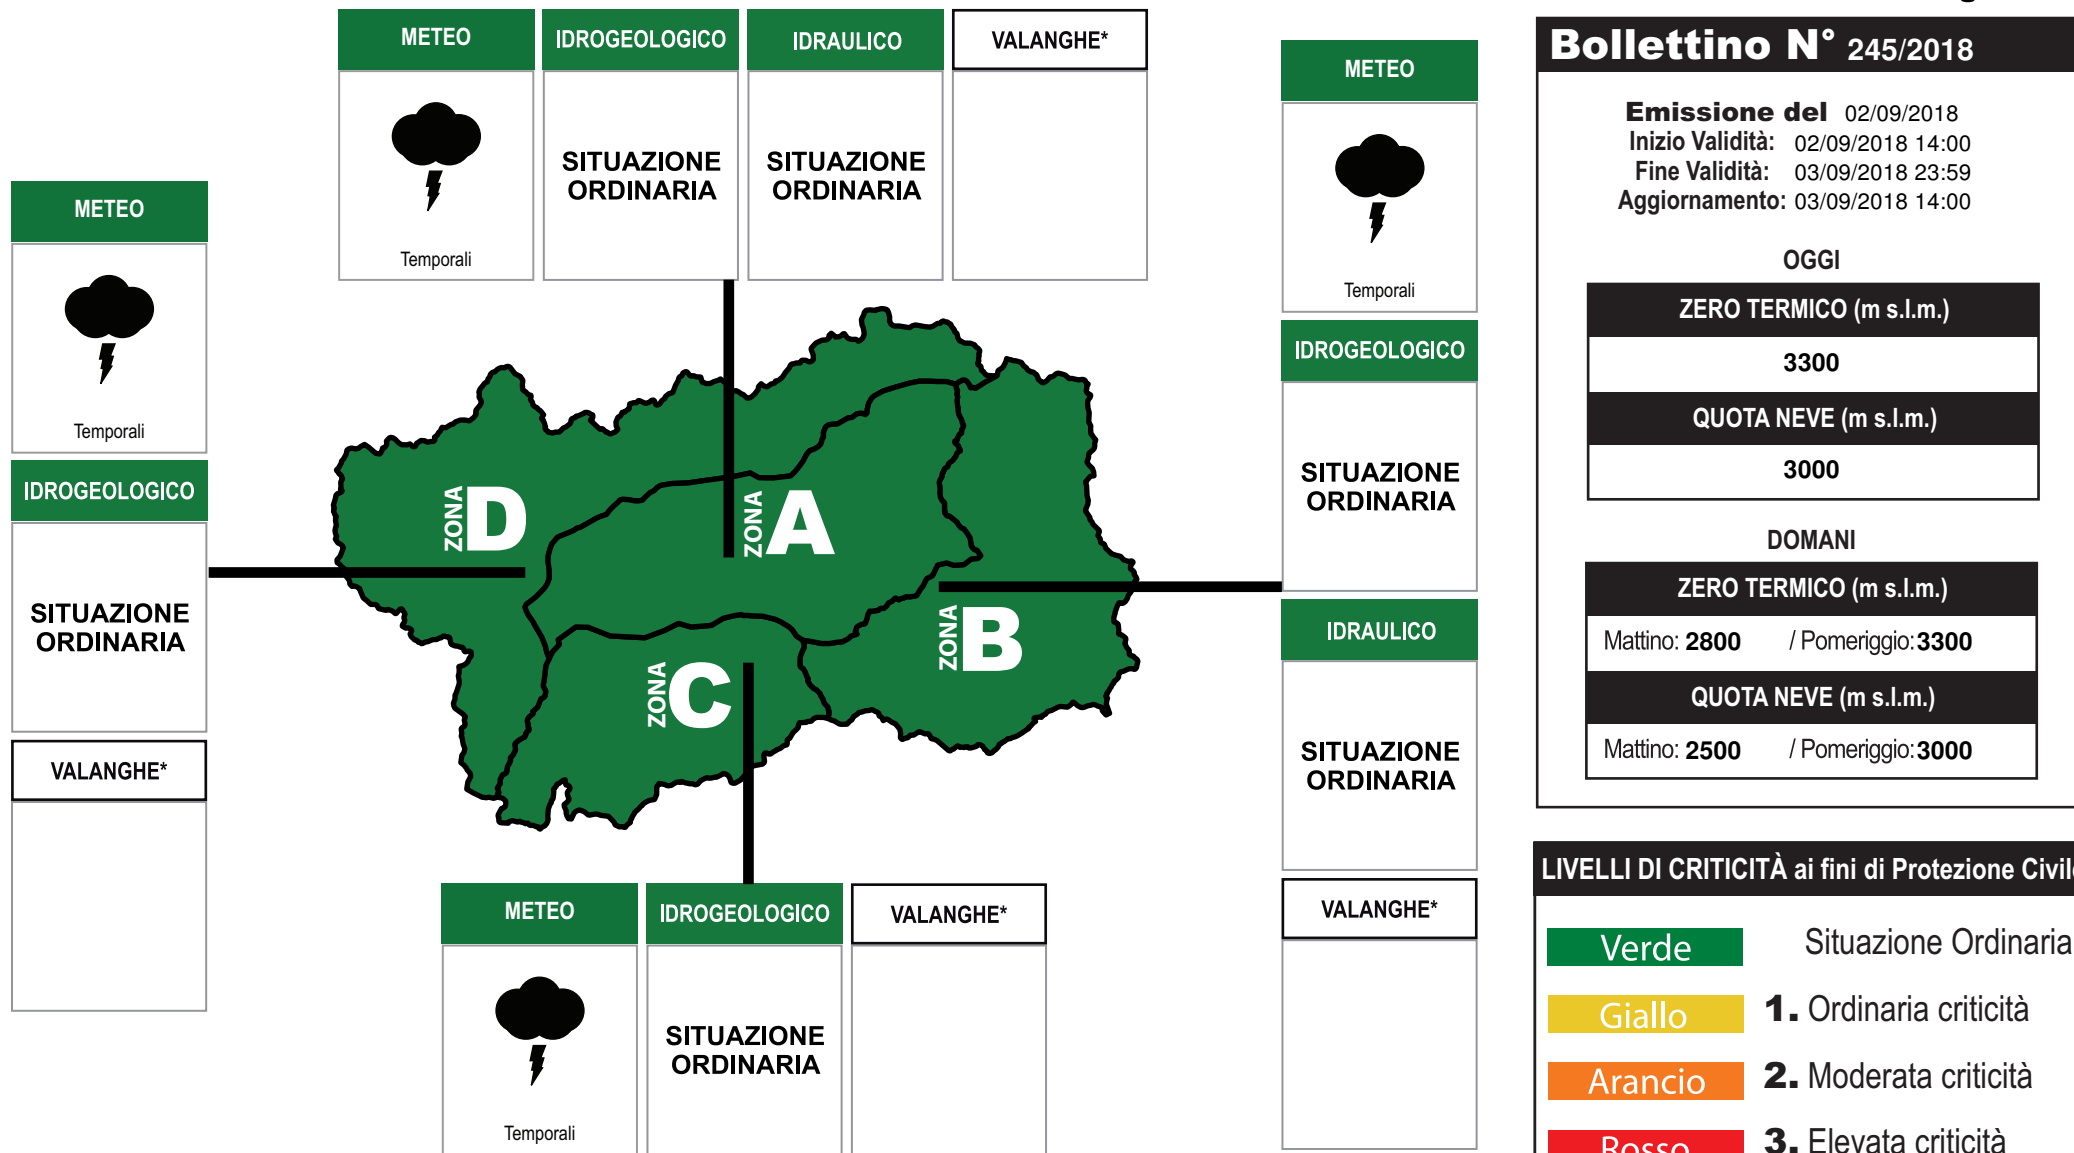 METEO
IDROGEOLOGICO
IDRAULICO
VALANGHE*
Temporali
SITUAZIONE
ORDINARIA
SITUAZIONE
ORDINARIA
METEO
Temporali
IDROGEOLOGICO
SITUAZIONE
ORDINARIA
VALANGHE*
ZONA D
ZONA A
ZONA C
ZONA B
METEO
Temporali
IDROGEOLOGICO
SITUAZIONE
ORDINARIA
IDRAULICO
SITUAZIONE
ORDINARIA
VALANGHE*
METEO
IDROGEOLOGICO
VALANGHE*
Temporali
SITUAZIONE
ORDINARIA
Bollettino N° 245/2018
Emissione del 02/09/2018
Inizio Validità: 02/09/2018 14:00
Fine Validità: 03/09/2018 23:59
Aggiornamento: 03/09/2018 14:00
OGGI
ZERO TERMICO (m s.l.m.)
3300
QUOTA NEVE (m s.l.m.)
3000
DOMANI
ZERO TERMICO (m s.l.m.)
Mattino: 2800 / Pomeriggio: 3300
QUOTA NEVE (m s.l.m.)
Mattino: 2500 / Pomeriggio: 3000
LIVELLI DI CRITICITÀ ai fini di Protezione Civile
Verde Situazione Ordinaria
Giallo 1. Ordinaria criticità
Arancio 2. Moderata criticità
Rosso 3. Elevata criticità